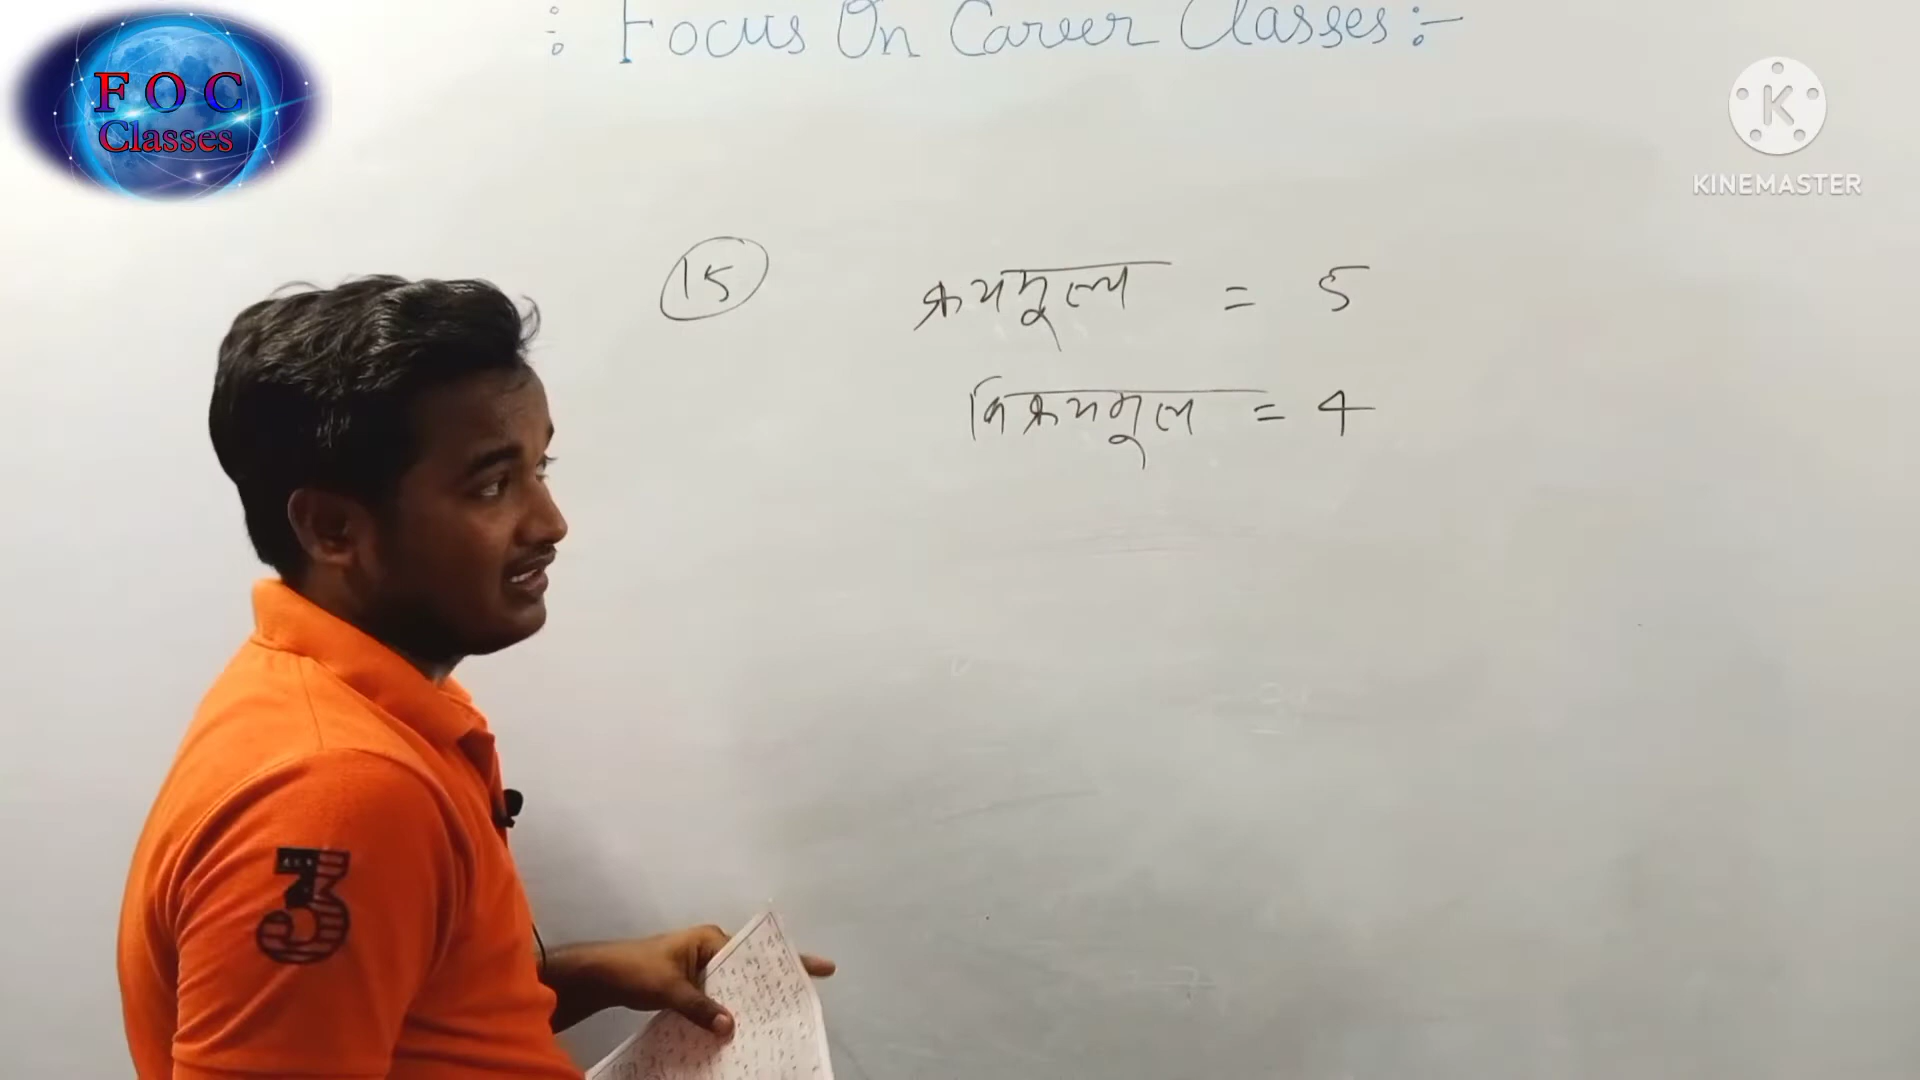 :- Focus On Career Classes :-
F O C
Classes
K
KINEMASTER
15
क्रयमूल्य = 5
विक्रयमूल्य = 4
3